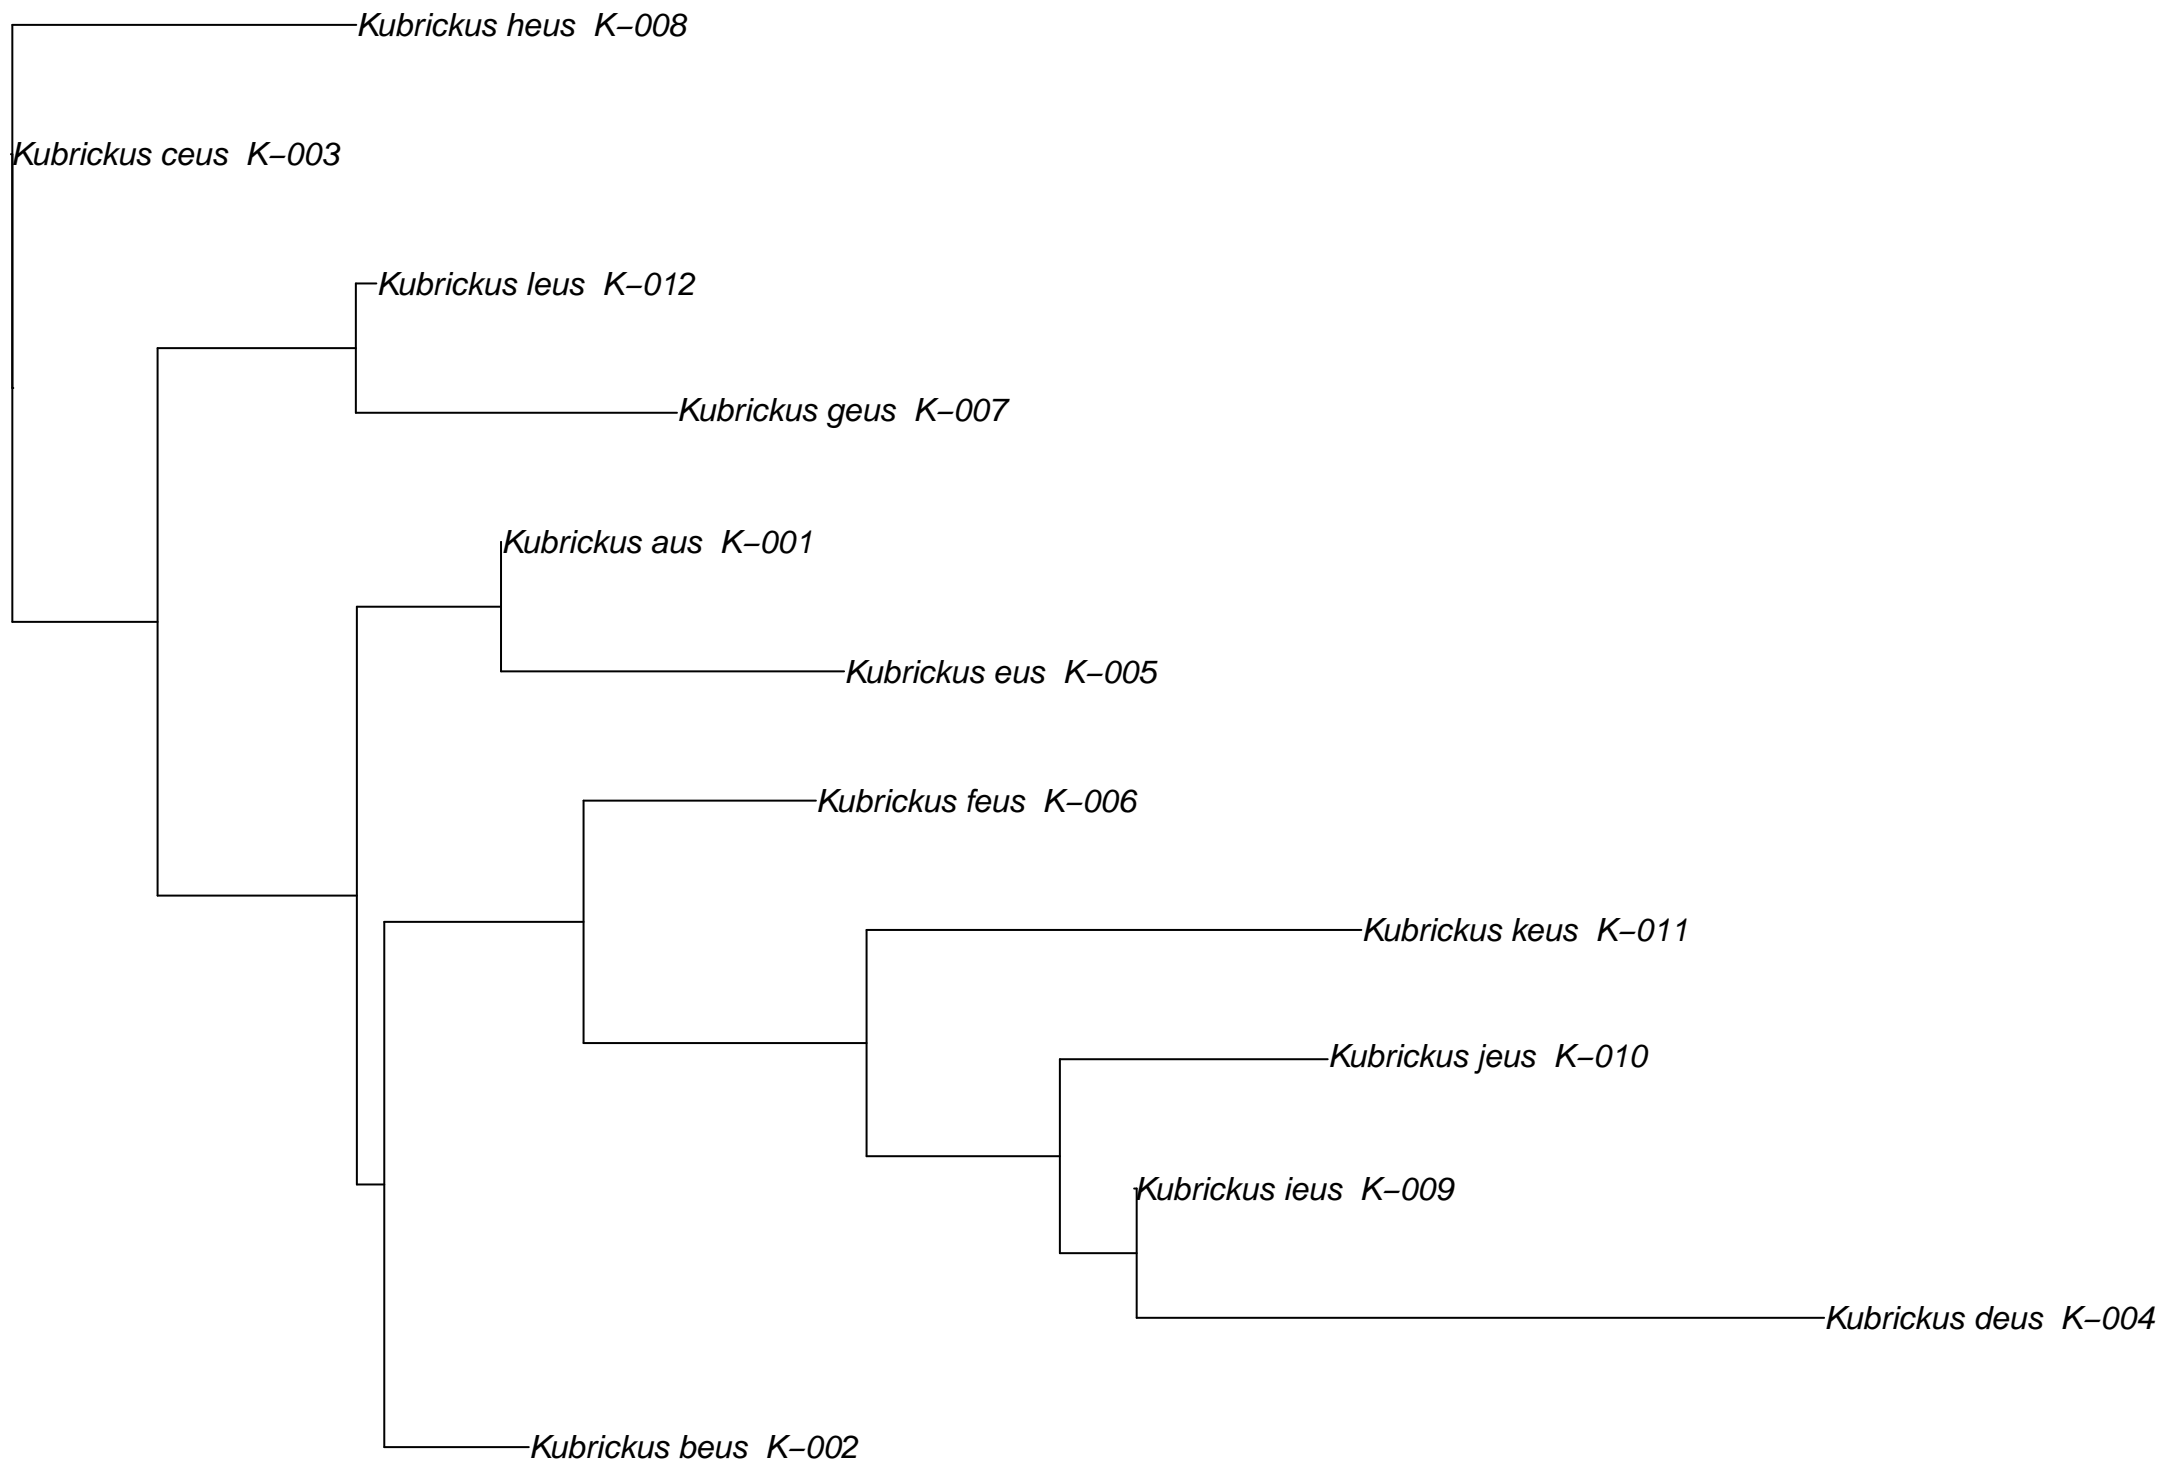 Kubrickus heus  K−008
Kubrickus ceus  K−003
Kubrickus leus  K−012
Kubrickus geus  K−007
Kubrickus aus  K−001
Kubrickus eus  K−005
Kubrickus feus  K−006
Kubrickus keus  K−011
Kubrickus jeus  K−010
Kubrickus ieus  K−009
Kubrickus deus  K−004
Kubrickus beus  K−002